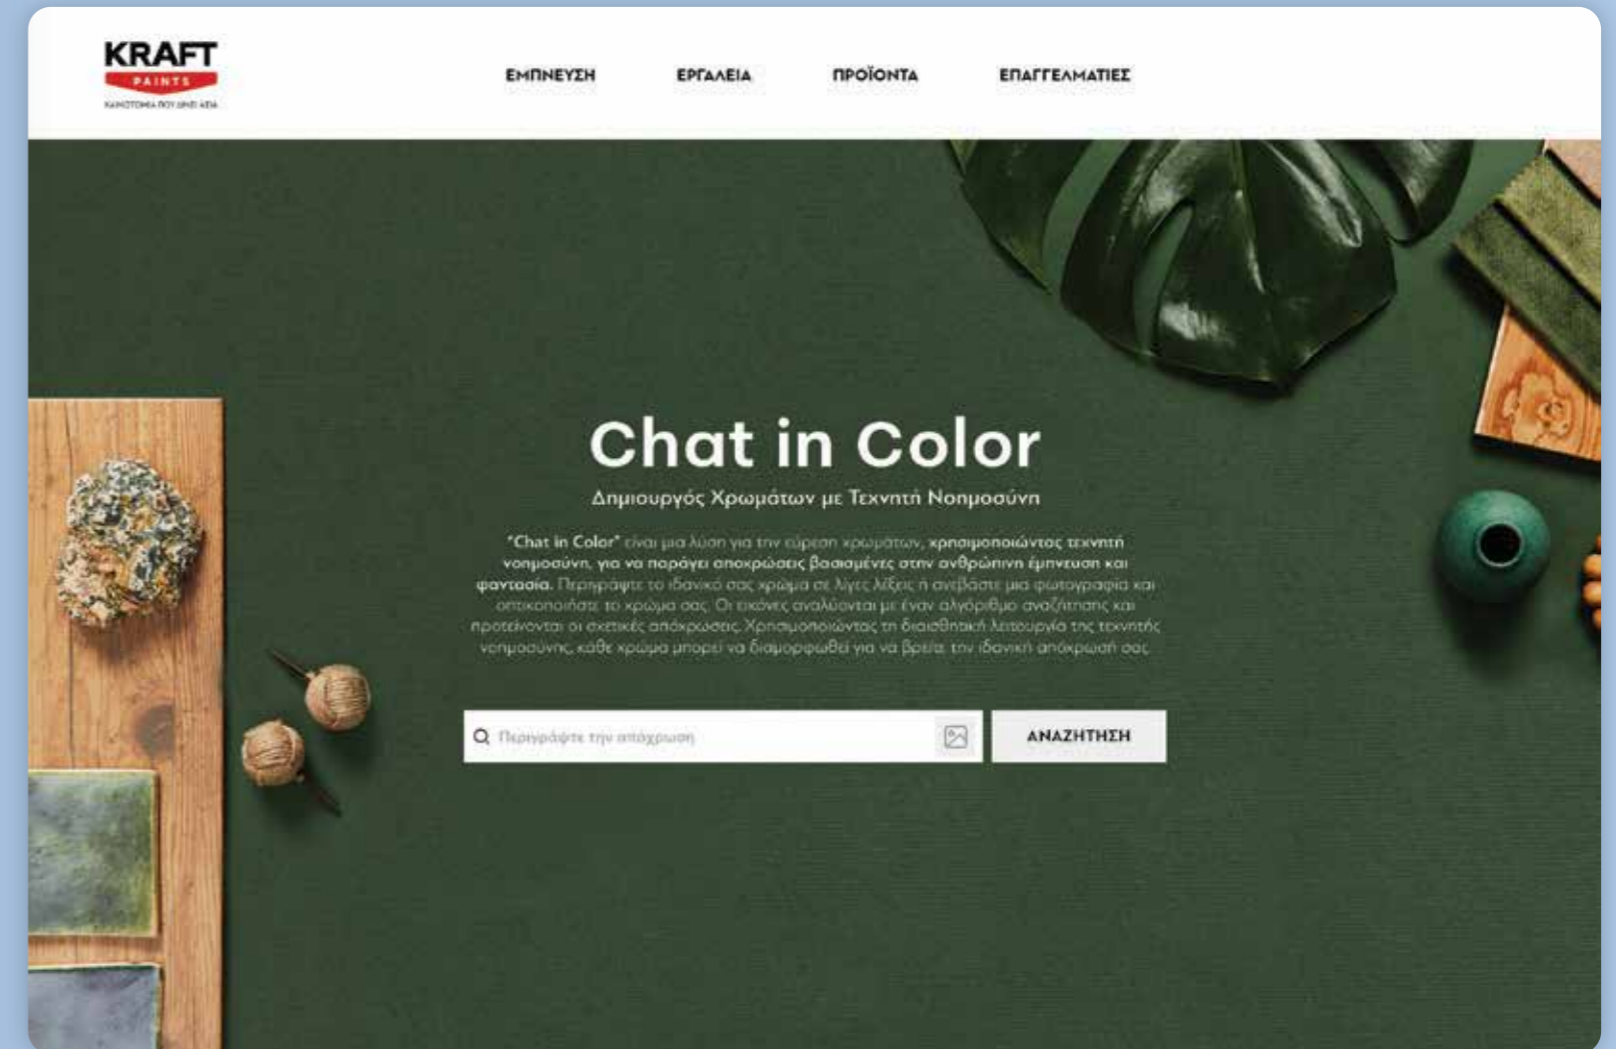 KRAFT
PAINTS
ΚΑΙΝΟΤΟΜΙΑ ΠΟΥ ΔΙΝΕΙ ΑΞΙΑ
ΕΜΠΝΕΥΣΗ ΕΡΓΑΛΕΙΑ ΠΡΟΪΟΝΤΑ ΕΠΑΓΓΕΛΜΑΤΙΕΣ
Chat in Color
Δημιουργός Χρωμάτων με Τεχνητή Νοημοσύνη
"Chat in Color" είναι μια λύση για την εύρεση χρωμάτων, χρησιμοποιώντας τεχνητή
νοημοσύνη, για να παράγει αποχρώσεις βασισμένες στην ανθρώπινη έμπνευση και
φαντασία. Περιγράψτε το ιδανικό σας χρώμα σε λίγες λέξεις ή ανεβάστε μια φωτογραφία και
οπτικοποιήστε το χρώμα σας. Οι εικόνες αναλύονται με έναν αλγόριθμο αναζήτησης και
προτείνονται οι σχετικές αποχρώσεις. Χρησιμοποιώντας τη διαισθητική λειτουργία της τεχνητής
νοημοσύνης, κάθε χρώμα μπορεί να διαμορφωθεί για να βρείτε την ιδανική απόχρωσή σας.
Περιγράψτε την απόχρωση
ΑΝΑΖΗΤΗΣΗ